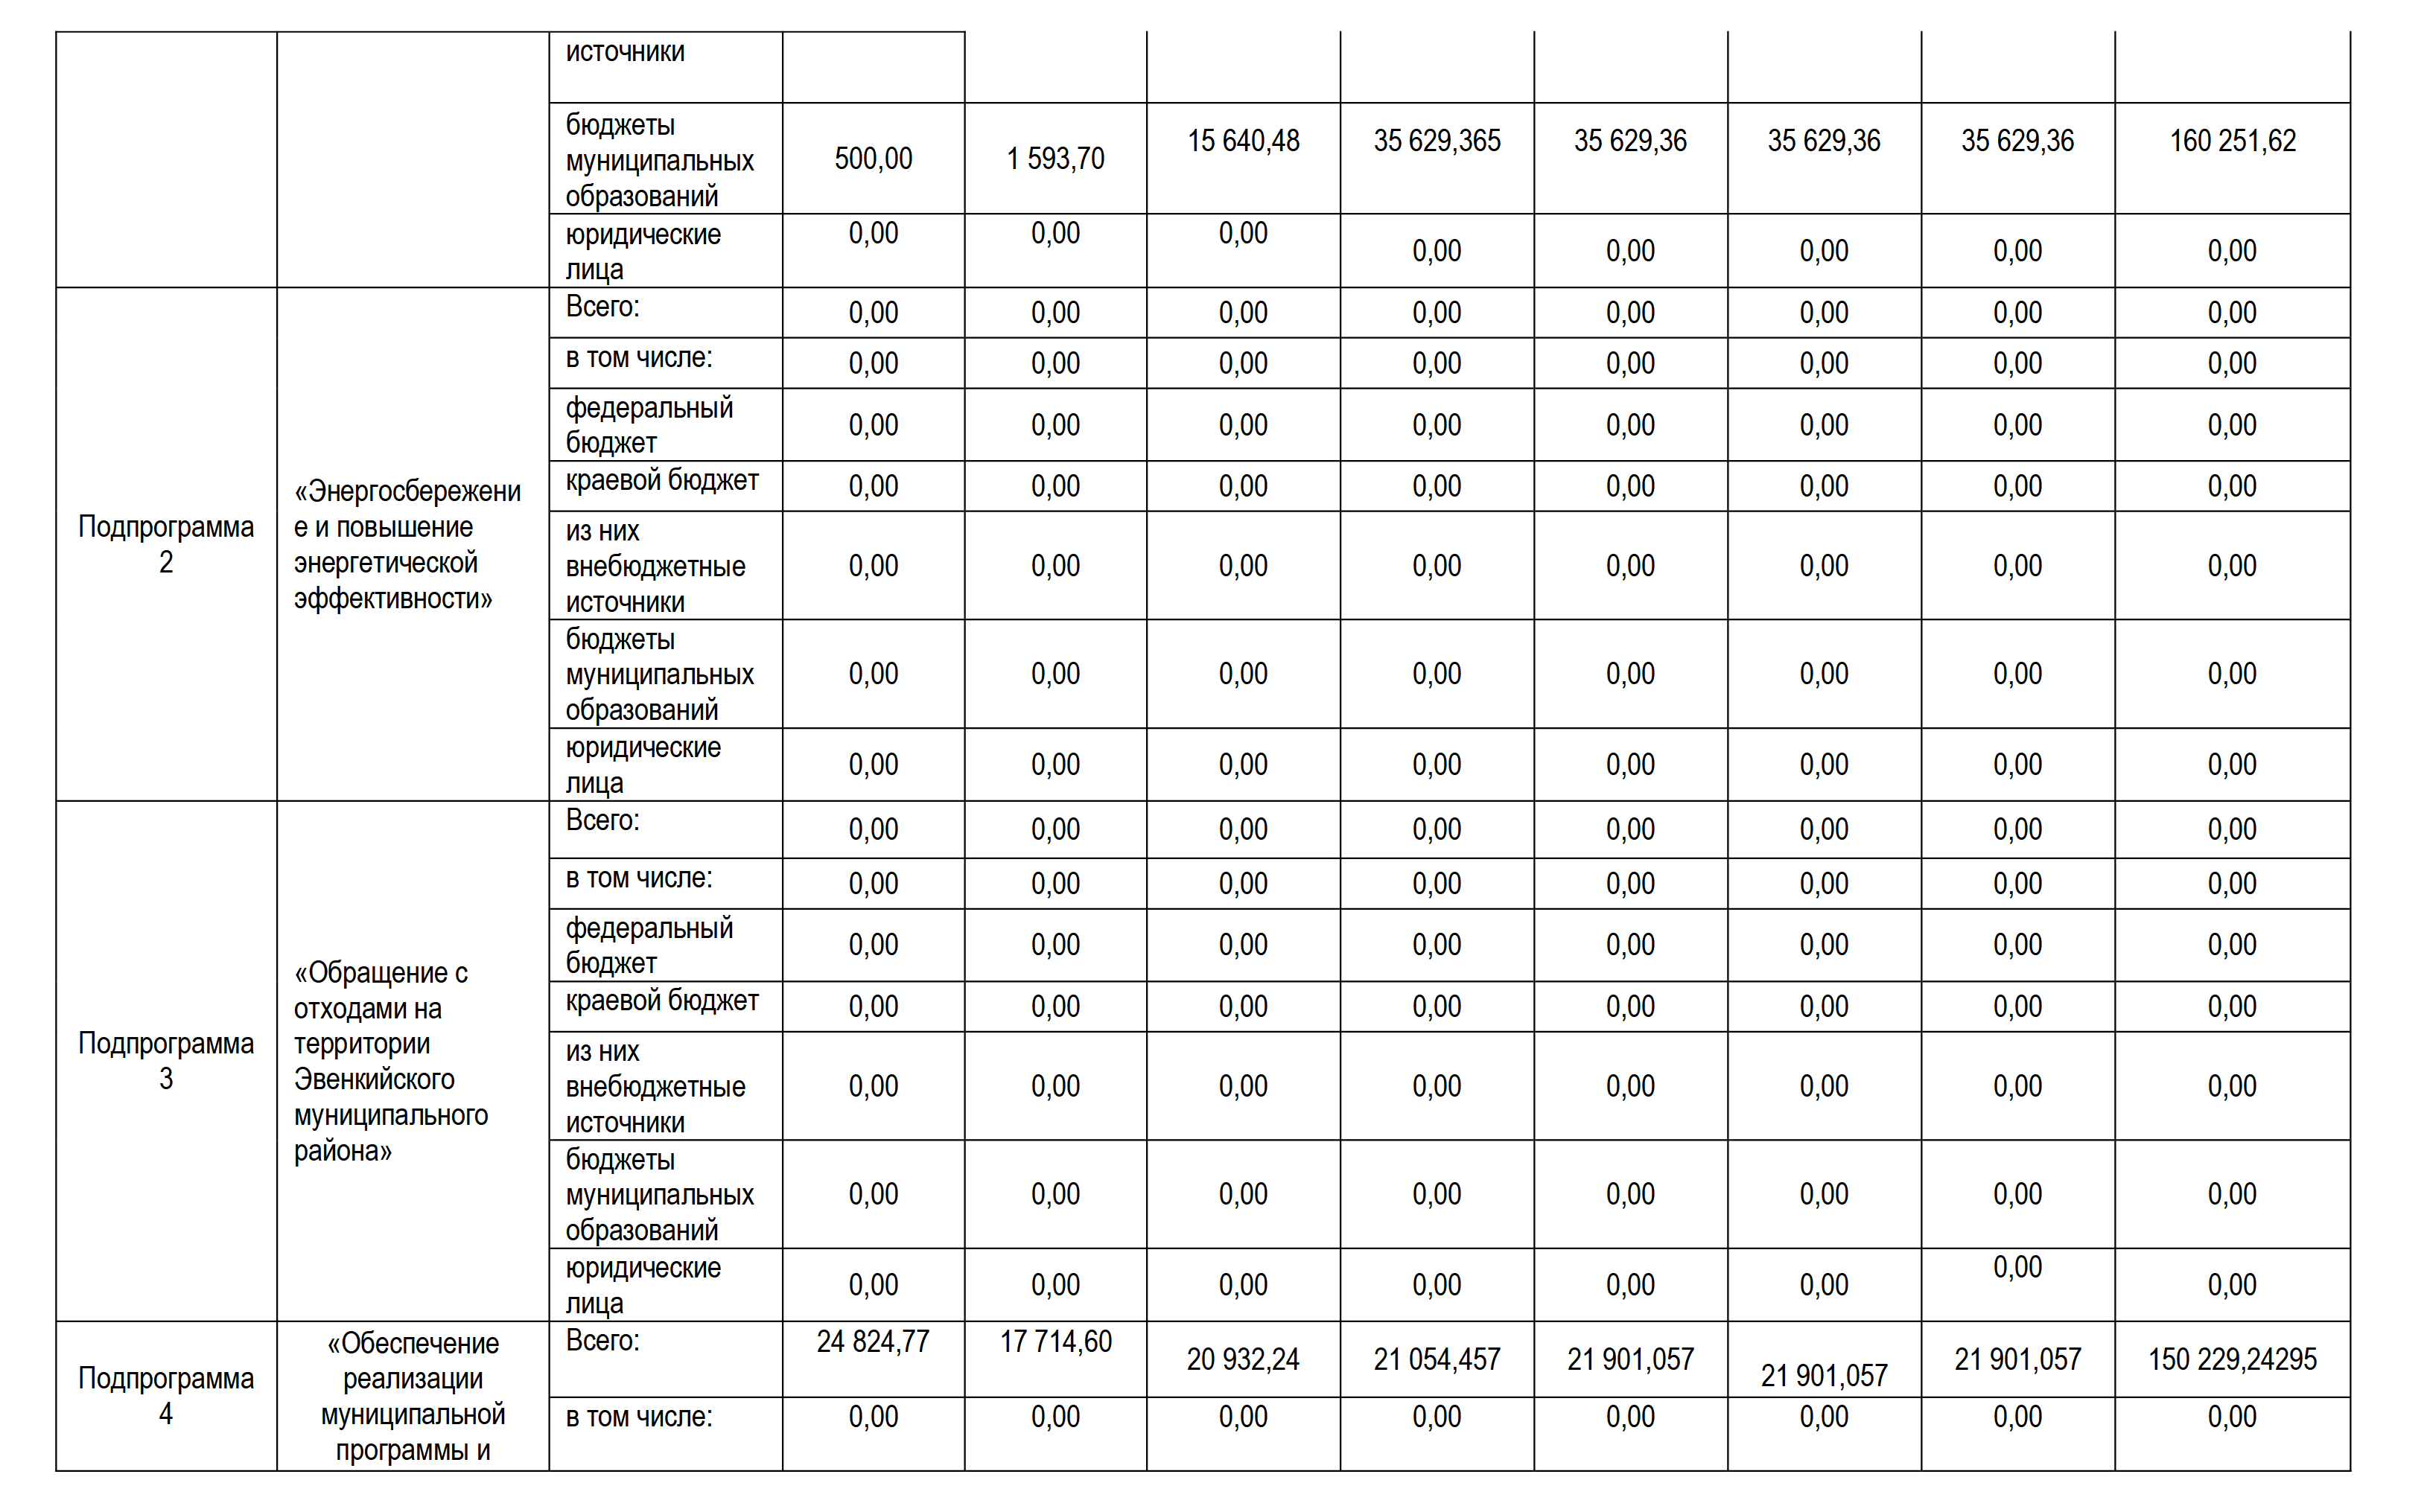 источники
бюджеты
муниципальных
образований
500,00 1 593,70 15 640,48 35 629,365 35 629,36 35 629,36 35 629,36 160 251,62
юридические
лица
0,00 0,00 0,00 0,00 0,00 0,00 0,00 0,00
Подпрограмма
2
«Энергосбережени
е и повышение
энергетической
эффективности»
Всего: 0,00 0,00 0,00 0,00 0,00 0,00 0,00 0,00
в том числе: 0,00 0,00 0,00 0,00 0,00 0,00 0,00 0,00
федеральный
бюджет
0,00 0,00 0,00 0,00 0,00 0,00 0,00 0,00
краевой бюджет 0,00 0,00 0,00 0,00 0,00 0,00 0,00 0,00
из них
внебюджетные
источники
0,00 0,00 0,00 0,00 0,00 0,00 0,00 0,00
бюджеты
муниципальных
образований
0,00 0,00 0,00 0,00 0,00 0,00 0,00 0,00
юридические
лица
0,00 0,00 0,00 0,00 0,00 0,00 0,00 0,00
Подпрограмма
3
«Обращение с
отходами на
территории
Эвенкийского
муниципального
района»
Всего: 0,00 0,00 0,00 0,00 0,00 0,00 0,00 0,00
в том числе: 0,00 0,00 0,00 0,00 0,00 0,00 0,00 0,00
федеральный
бюджет
0,00 0,00 0,00 0,00 0,00 0,00 0,00 0,00
краевой бюджет 0,00 0,00 0,00 0,00 0,00 0,00 0,00 0,00
из них
внебюджетные
источники
0,00 0,00 0,00 0,00 0,00 0,00 0,00 0,00
бюджеты
муниципальных
образований
0,00 0,00 0,00 0,00 0,00 0,00 0,00 0,00
юридические
лица
0,00 0,00 0,00 0,00 0,00 0,00 0,00 0,00
Подпрограмма
4
«Обеспечение
реализации
муниципальной
программы и
Всего: 24 824,77 17 714,60 20 932,24 21 054,457 21 901,057 21 901,057 21 901,057 150 229,24295
в том числе: 0,00 0,00 0,00 0,00 0,00 0,00 0,00 0,00